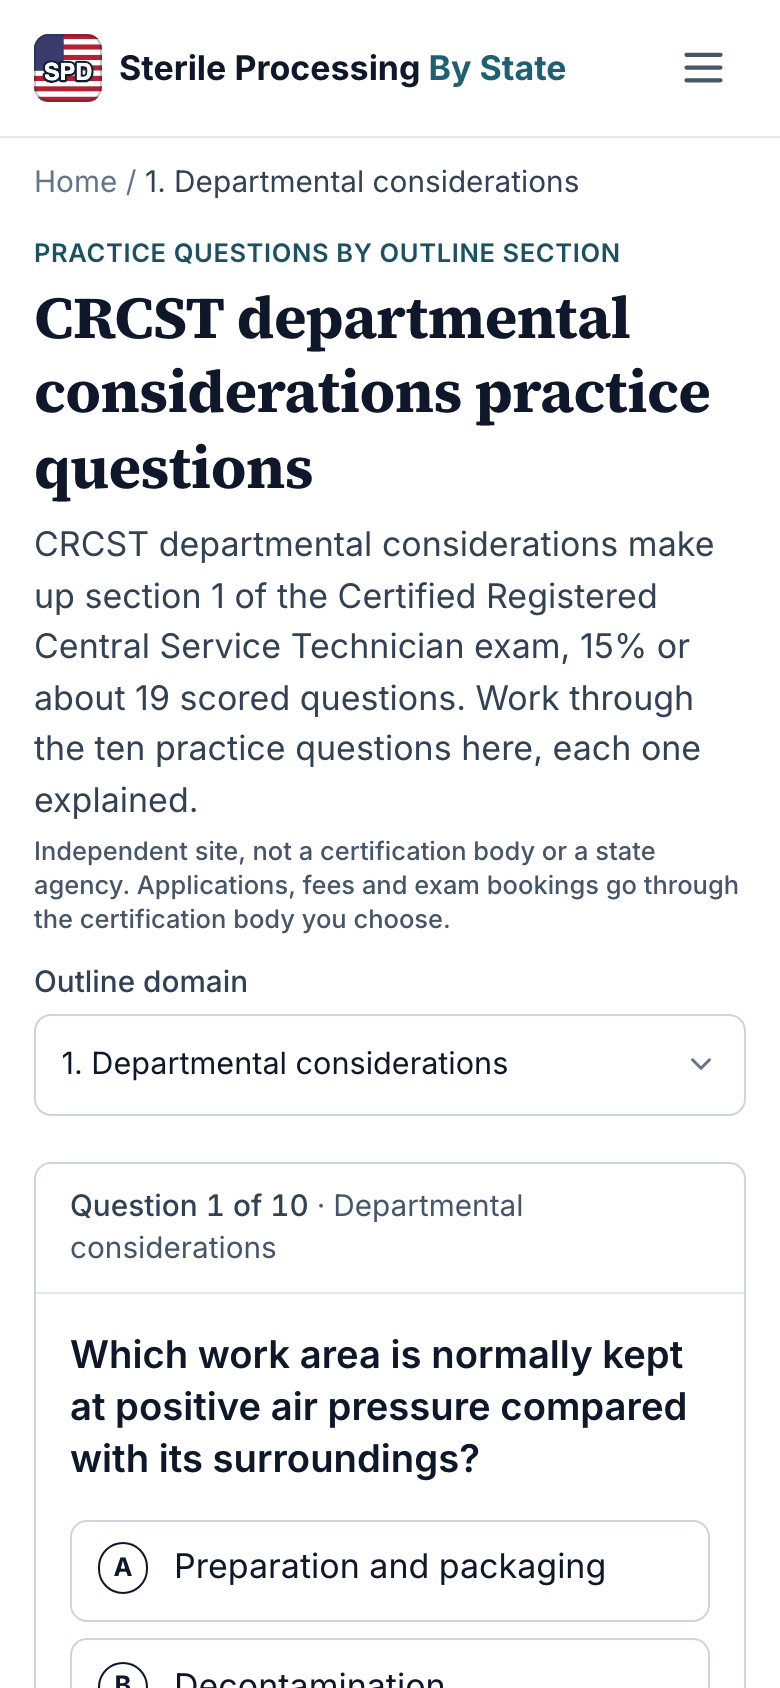 SPD Sterile Processing By State
Home / 1. Departmental considerations
PRACTICE QUESTIONS BY OUTLINE SECTION
CRCST departmental
considerations practice
questions
CRCST departmental considerations make
up section 1 of the Certified Registered
Central Service Technician exam, 15% or
about 19 scored questions. Work through
the ten practice questions here, each one
explained.
Independent site, not a certification body or a state
agency. Applications, fees and exam bookings go through
the certification body you choose.
Outline domain
1. Departmental considerations
Question 1 of 10 · Departmental
considerations
Which work area is normally kept
at positive air pressure compared
with its surroundings?
A Preparation and packaging
B Decontamination